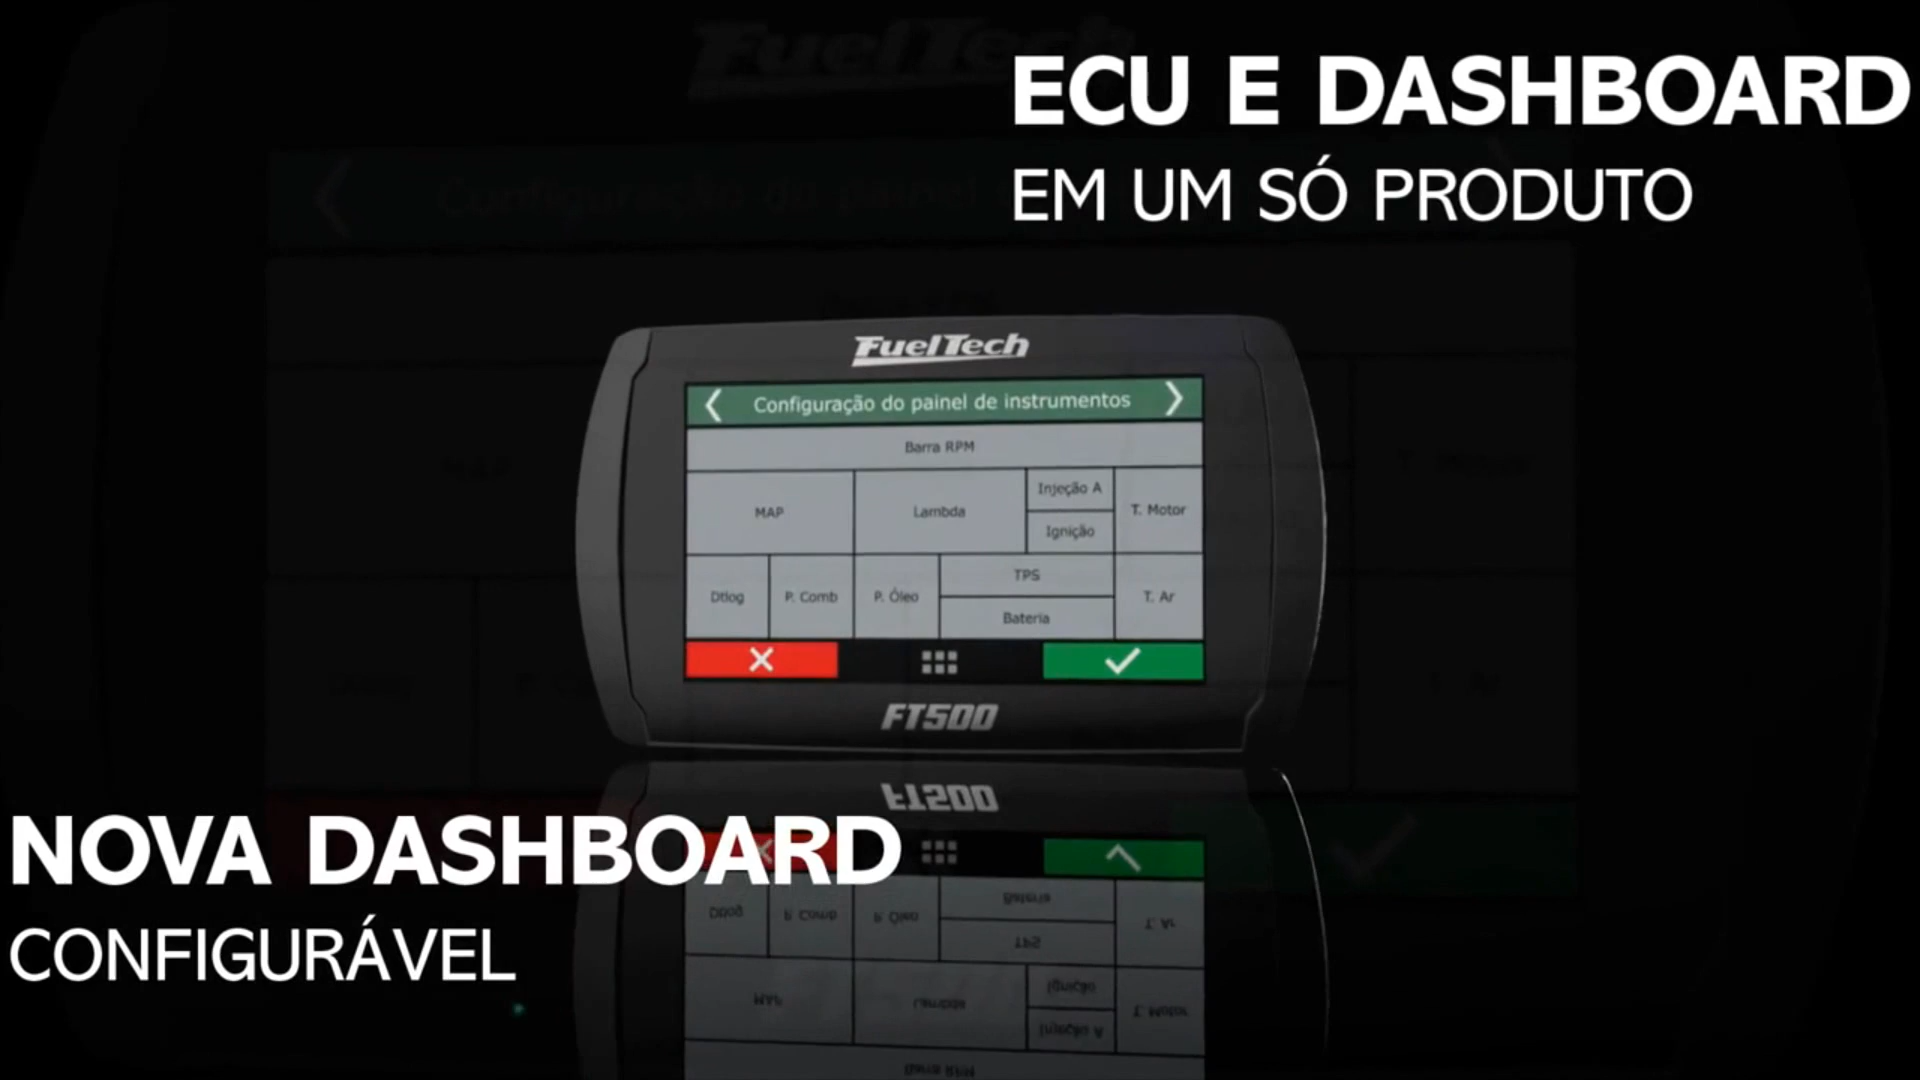 ECU E DASHBOARD
EM UM SÓ PRODUTO
FuelTech
Configuração do painel de instrumentos
Barra RPM
MAP
Lambda
Injeção A
Ignição
T. Motor
Dtlog
P. Comb
P. Óleo
TPS
Bateria
T. Ar
FT500
NOVA DASHBOARD
CONFIGURÁVEL